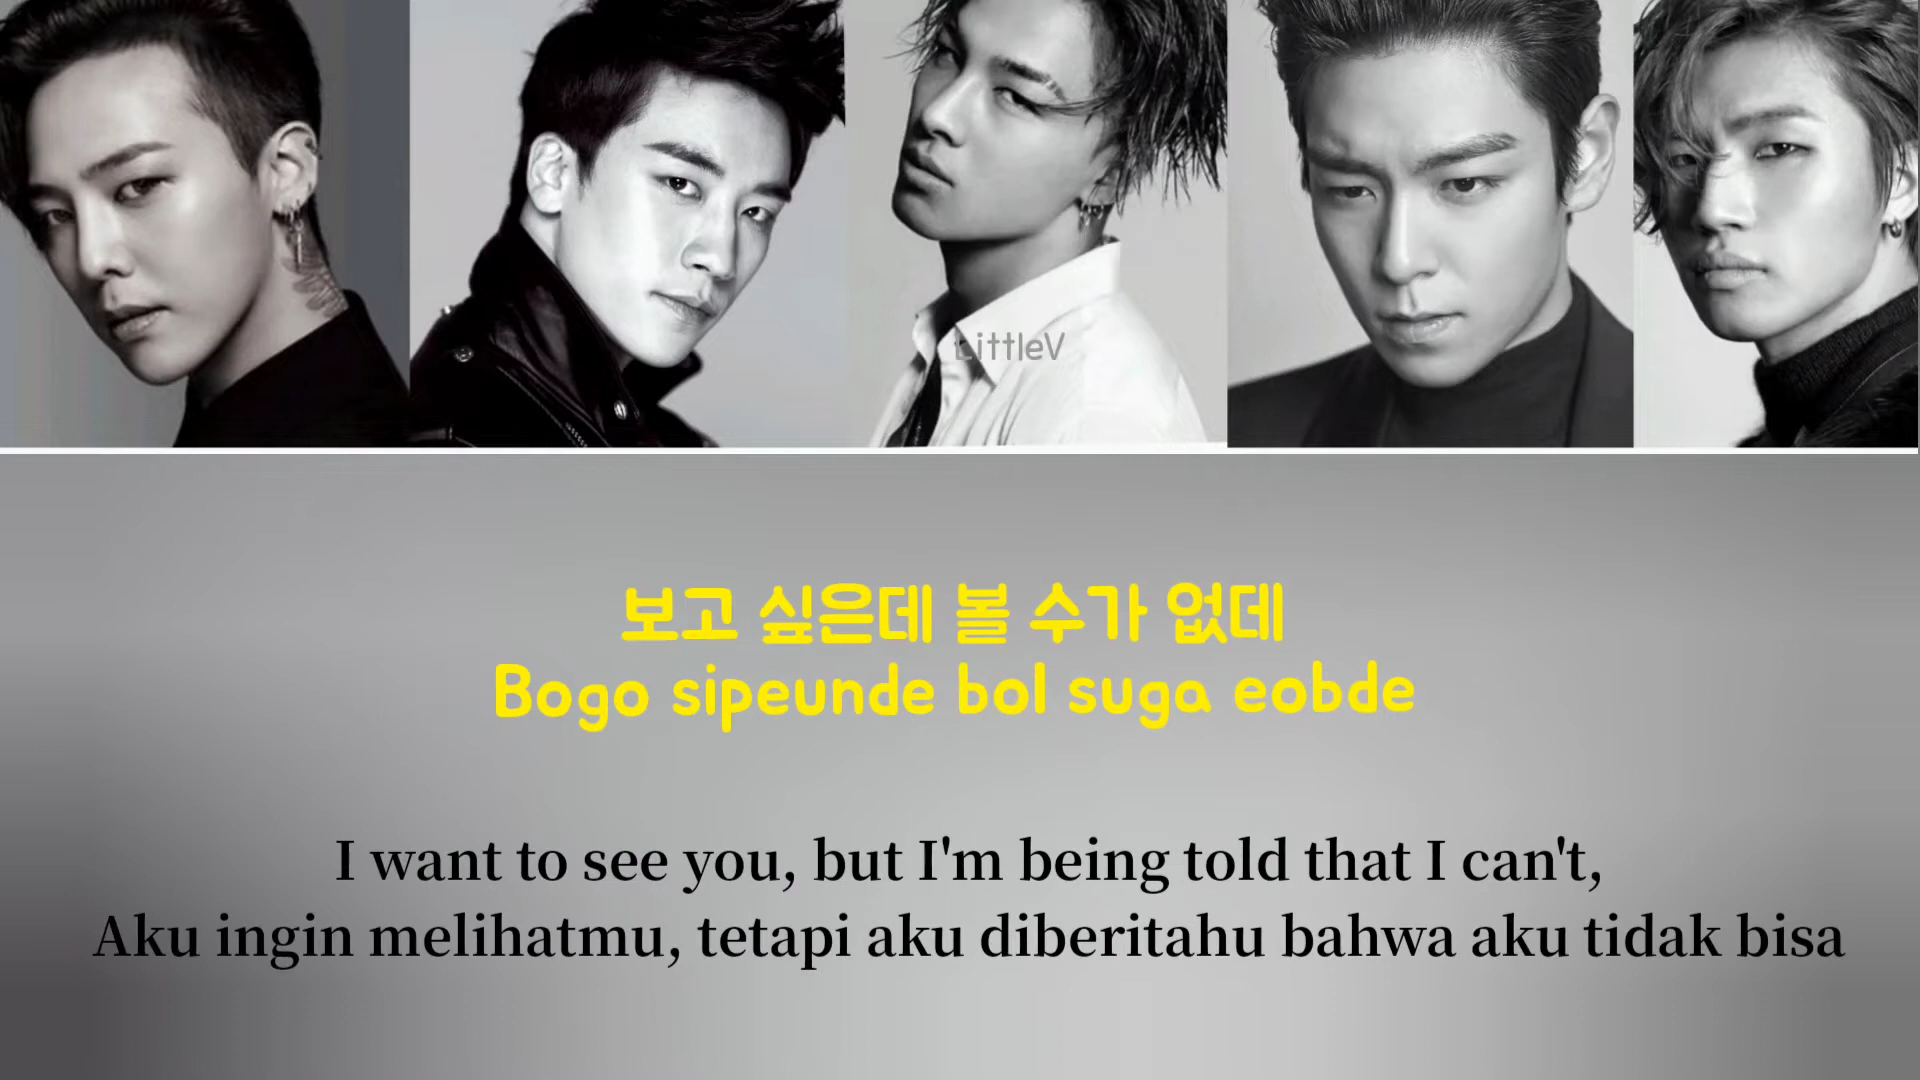 LittleV
보고 싶은데 볼 수가 없데
Bogo sipeunde bol suga eobde
I want to see you, but I'm being told that I can't,
Aku ingin melihatmu, tetapi aku diberitahu bahwa aku tidak bisa